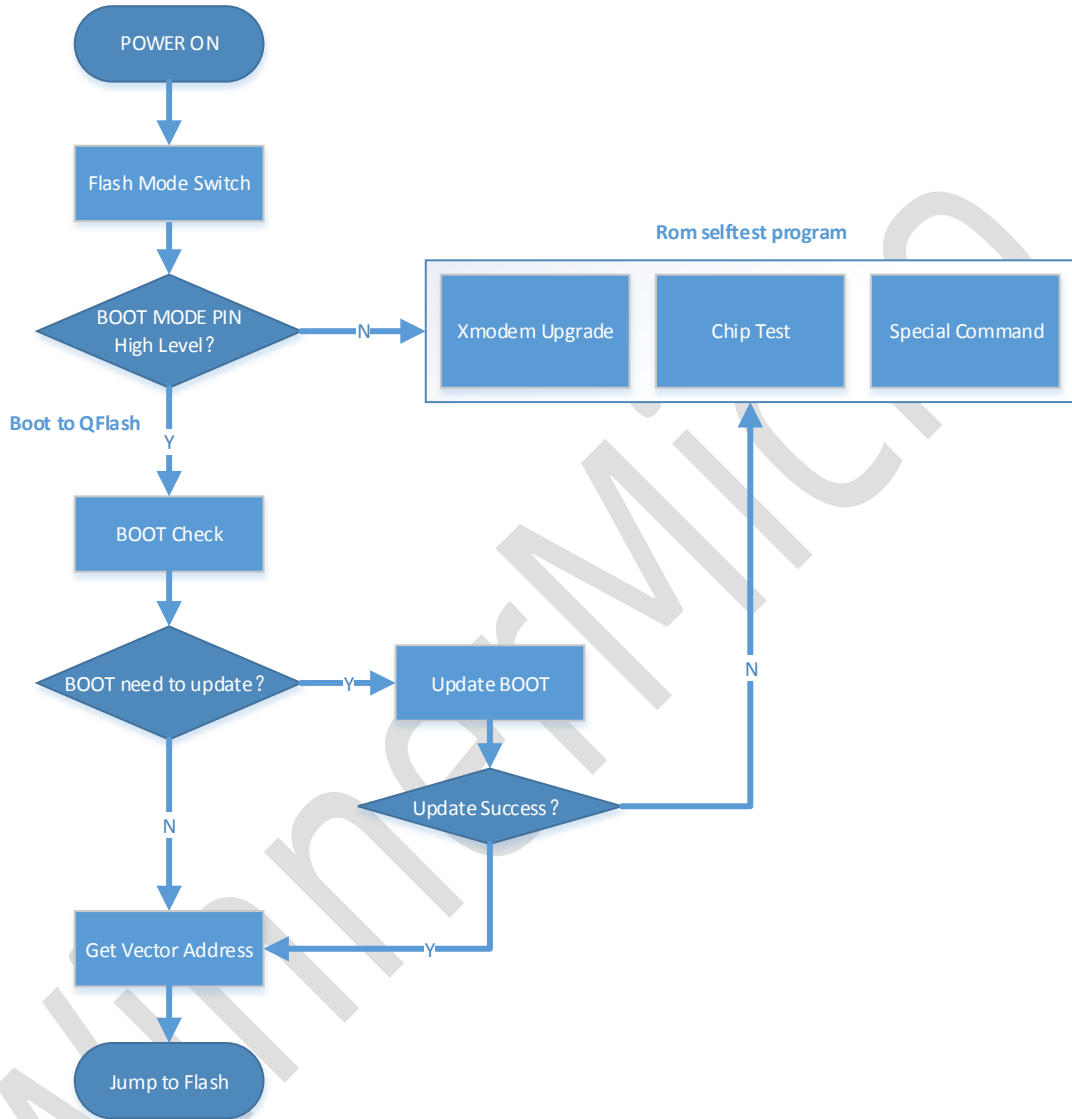 POWER ON
Flash Mode Switch
Rom selftest program
BOOT MODE PIN
High Level?
N
Xmodem Upgrade
Chip Test
Special Command
Boot to QFlash
Y
BOOT Check
BOOT need to update?
Y
Update BOOT
N
Update Success?
N
Get Vector Address
Y
Jump to Flash
WinnerMicro